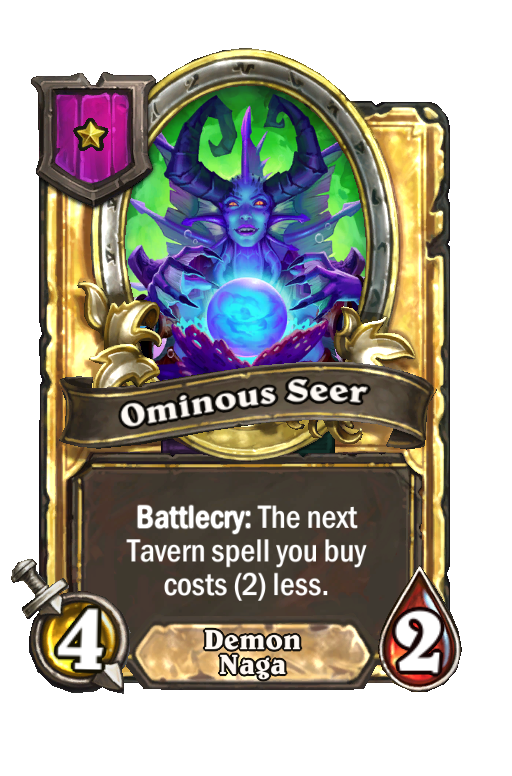 Ominous Seer
Battlecry: The next
Tavern spell you buy
costs (2) less.
4
Demon
Naga
2